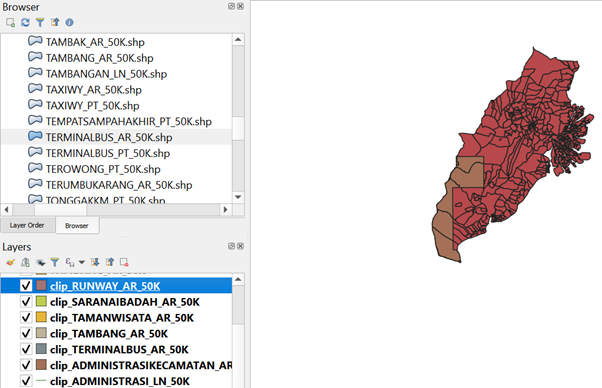 Browser
TAMBAK_AR_50K.shp
TAMBANG_AR_50K.shp
TAMBANGAN_LN_50K.shp
TAXIWY_AR_50K.shp
TAXIWY_PT_50K.shp
TEMPATSAMPAHAKHIR_PT_50K.shp
TERMINALBUS_AR_50K.shp
TERMINALBUS_PT_50K.shp
TEROWONG_PT_50K.shp
TERUMBUKARANG_AR_50K.shp
TONGGAKKM_PT_50K.shp
Layer Order
Browser
Layers
clip_RUNWAY_AR_50K
clip_SARANAIBADAH_AR_50K
clip_TAMANWISATA_AR_50K
clip_TAMBANG_AR_50K
clip_TERMINALBUS_AR_50K
clip_ADMINISTRASIKECAMATAN_AR
clip_ADMINISTRASI_LN_50K